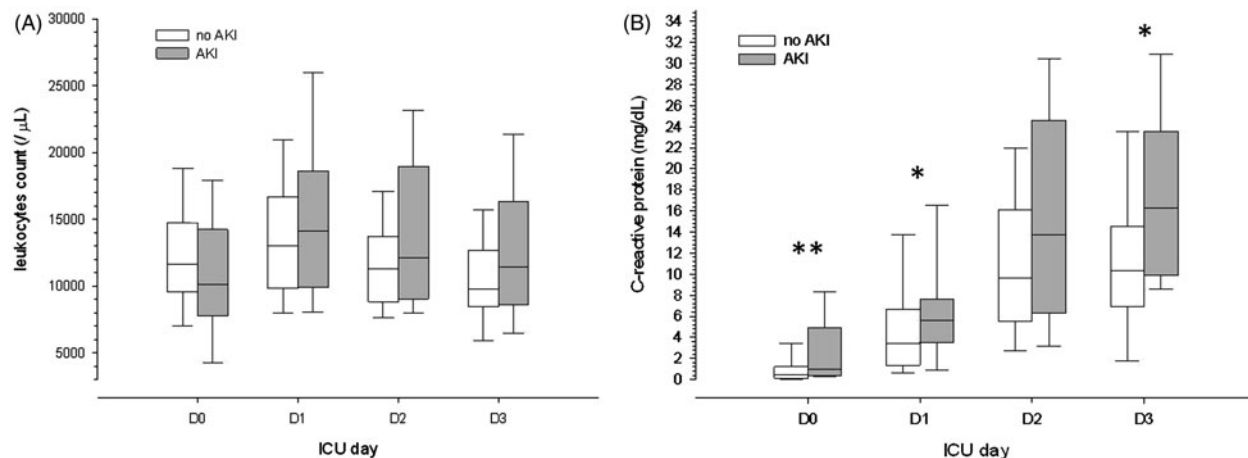 (A)
no AKI
AKI
leukocytes count (/ μL)
30000
25000
20000
15000
10000
5000
D0 D1 D2 D3
ICU day
(B)
no AKI
AKI
C-reactive protein (mg/dL)
34
32
30
28
26
24
22
20
18
16
14
12
10
8
6
4
2
0
**
*
*
D0 D1 D2 D3
ICU day